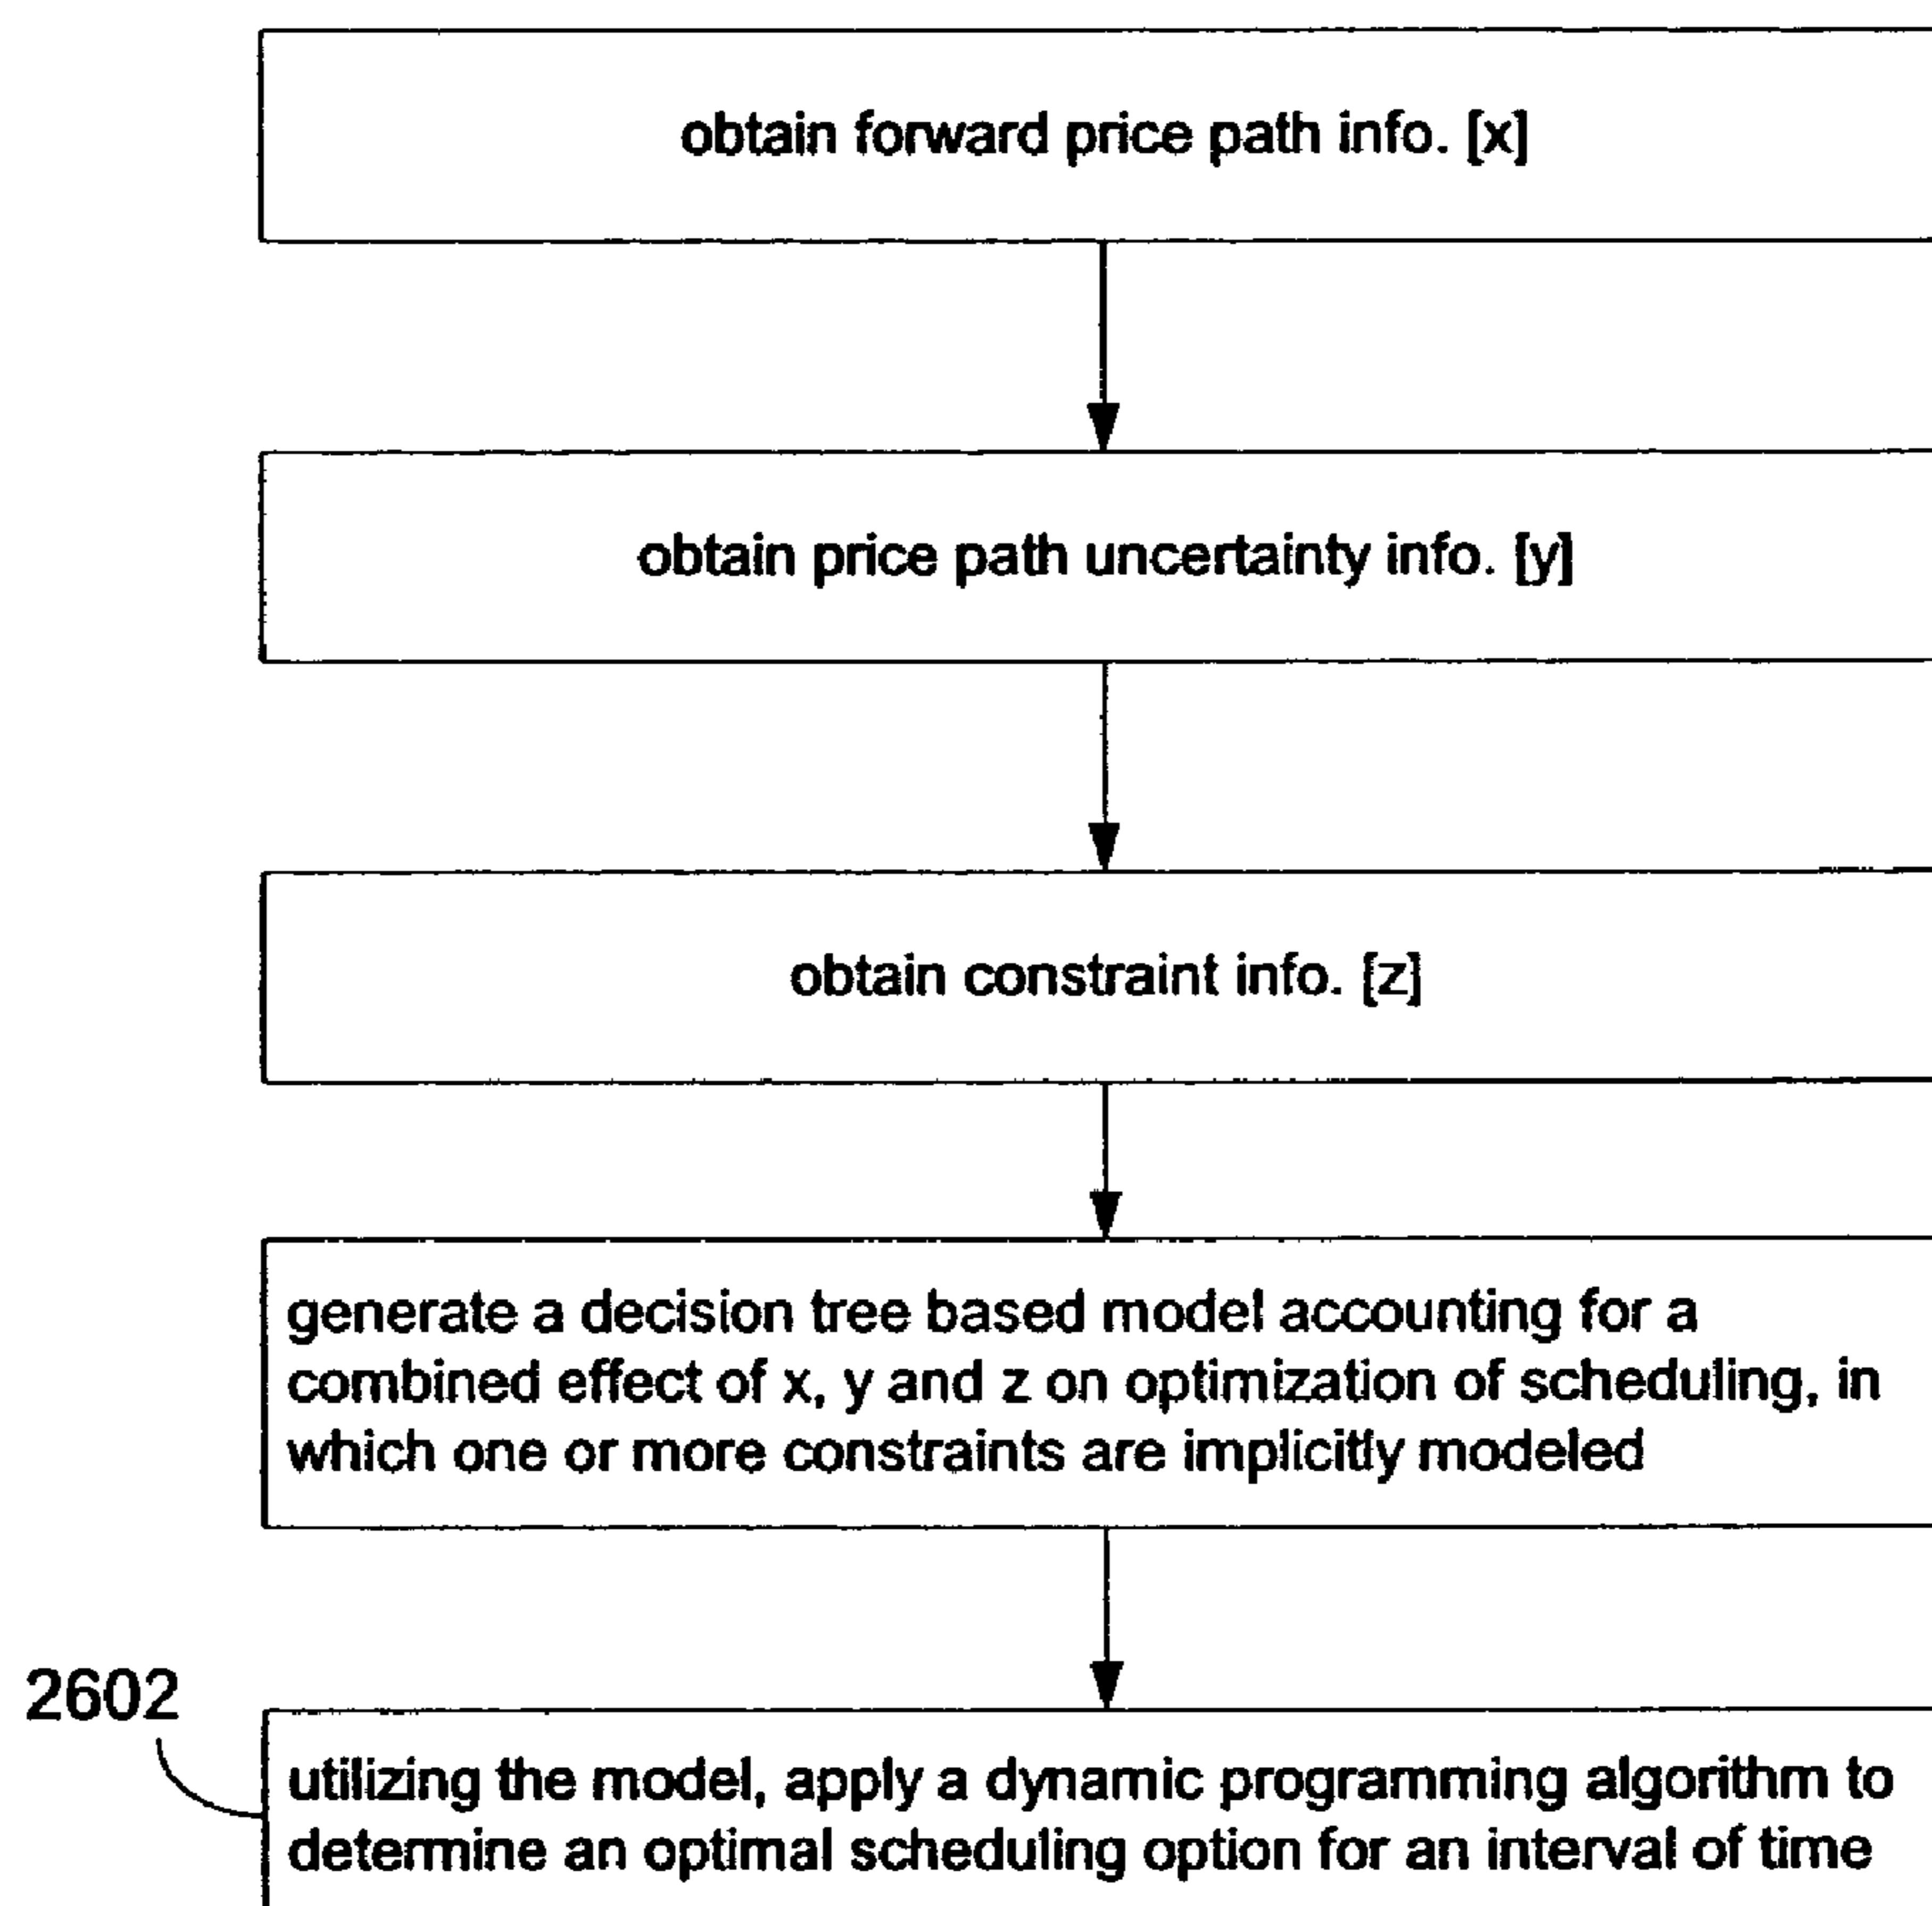 obtain forward price path info. [x]
obtain price path uncertainty info. [y]
obtain constraint info. [z]
generate a decision tree based model accounting for a
combined effect of x, y and z on optimization of scheduling, in
which one or more constraints are implicitly modeled
2602
utilizing the model, apply a dynamic programming algorithm to
determine an optimal scheduling option for an interval of time